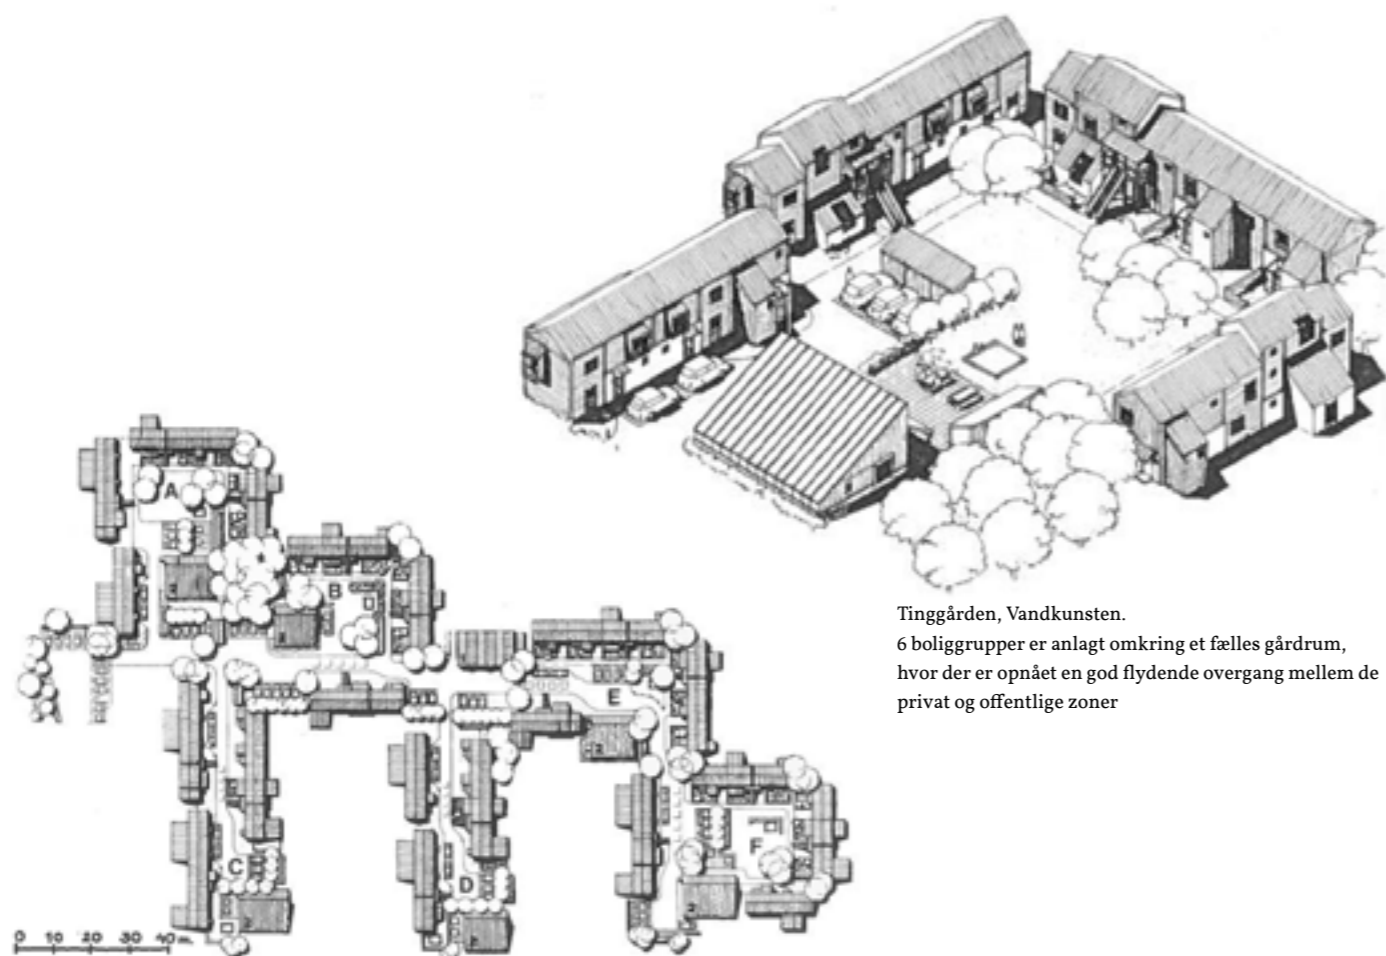 A
B
E
F
C
D
0 10 20 30 40 m.
Tinggården, Vandkunsten.
6 boliggrupper er anlagt omkring et fælles gårdrum,
hvor der er opnået en god flydende overgang mellem de
privat og offentlige zoner